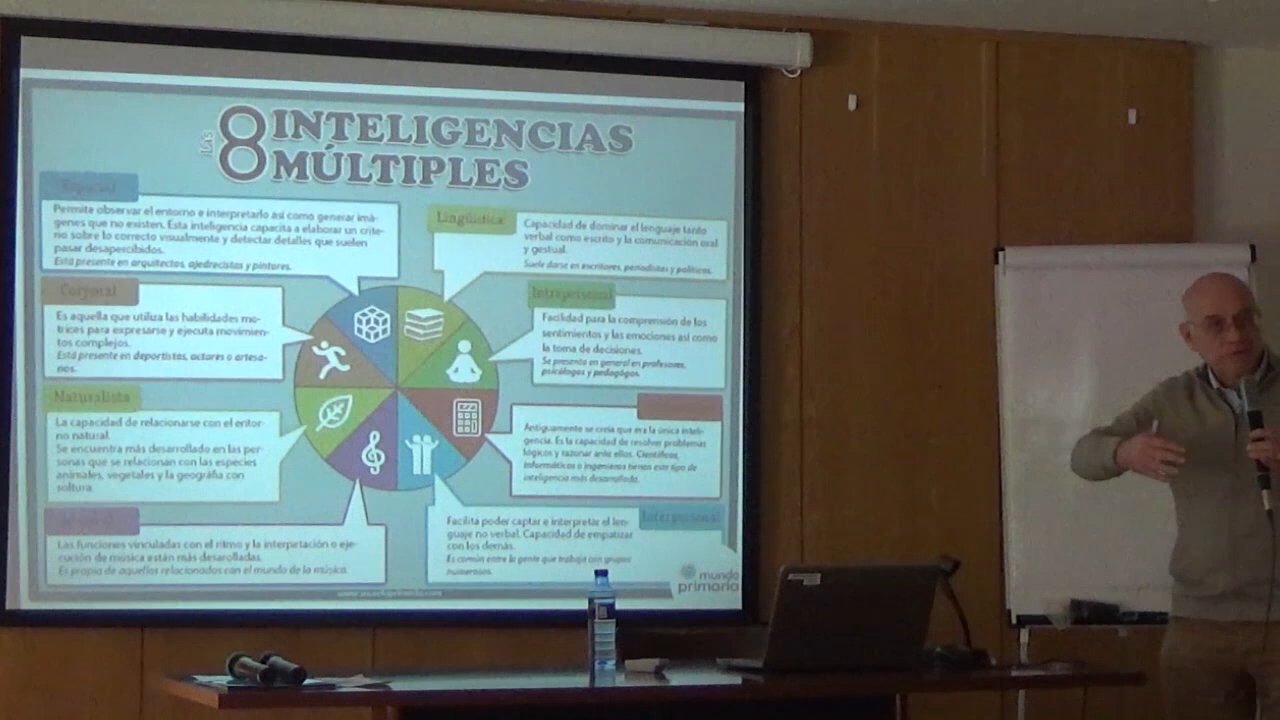 LAS 8 INTELIGENCIAS
MÚLTIPLES
Espacial
Permite observar el entorno e interpretarlo así como generar imá-
genes que no existen. Esta inteligencia capacita a elaborar un crite-
rio sobre lo correcto visualmente y detectar detalles que suelen
pasar desapercibidos.
Está presente en arquitectos, ajedrecistas y pintores.
Lingüística
Capacidad de dominar el lenguaje tanto
verbal como escrito y la comunicación oral
y gestual.
Suele darse en escritores, periodistas y políticos.
Corporal
Es aquella que utiliza las habilidades mo-
trices para expresarse y ejecuta movimien-
tos complejos.
Está presente en deportistas, actores o artesa-
nos.
Intrapersonal
Facilidad para la comprensión de los
sentimientos y las emociones así como
la toma de decisiones.
Se presenta en general en profesores,
psicólogos y pedagogos.
Naturalista
La capacidad de relacionarse con el entor-
no natural.
Se encuentra más desarrollado en las per-
sonas que se relacionan con las especies
animales, vegetales y la geografía con
soltura.
Antiguamente se creía que era la única inteli-
gencia. Es la capacidad de resolver problemas
lógicos y razonar ante ellos. Científicos,
informáticos o ingenieros tienen este tipo de
inteligencia más desarrollada.
Las funciones vinculadas con el ritmo y la interpretación o eje-
cución de música están más desarolladas.
Es propia de aquellos relacionados con el mundo de la música.
Interpersonal
Facilita poder captar e interpretar el len-
guaje no verbal. Capacidad de empatizar
con los demás.
Es común entre la gente que trabaja con grupos
numerosos.
mundo
primaria
www.mundoprimaria.com